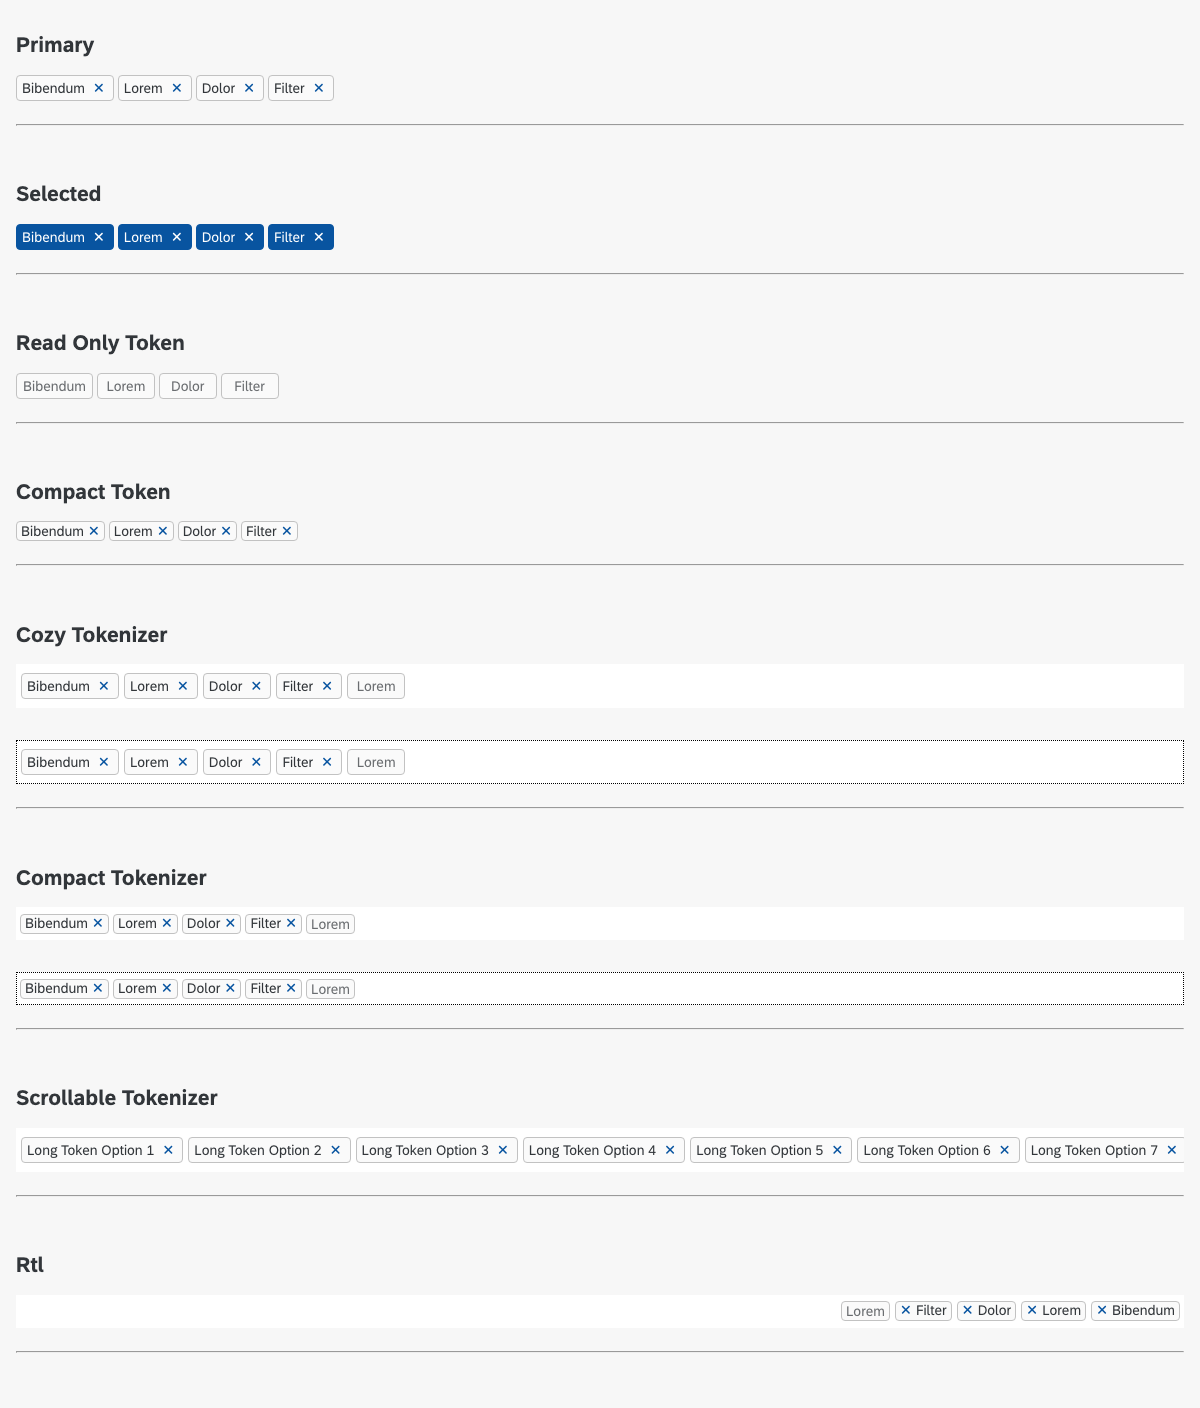 Primary
Bibendum ✕ Lorem ✕ Dolor ✕ Filter ✕
Selected
Bibendum ✕ Lorem ✕ Dolor ✕ Filter ✕
Read Only Token
Bibendum Lorem Dolor Filter
Compact Token
Bibendum ✕ Lorem ✕ Dolor ✕ Filter ✕
Cozy Tokenizer
Bibendum ✕ Lorem ✕ Dolor ✕ Filter ✕ Lorem
Bibendum ✕ Lorem ✕ Dolor ✕ Filter ✕ Lorem
Compact Tokenizer
Bibendum ✕ Lorem ✕ Dolor ✕ Filter ✕ Lorem
Bibendum ✕ Lorem ✕ Dolor ✕ Filter ✕ Lorem
Scrollable Tokenizer
Long Token Option 1 ✕ Long Token Option 2 ✕ Long Token Option 3 ✕ Long Token Option 4 ✕ Long Token Option 5 ✕ Long Token Option 6 ✕ Long Token Option 7 ✕
Rtl
Lorem ✕ Filter ✕ Dolor ✕ Lorem ✕ Bibendum